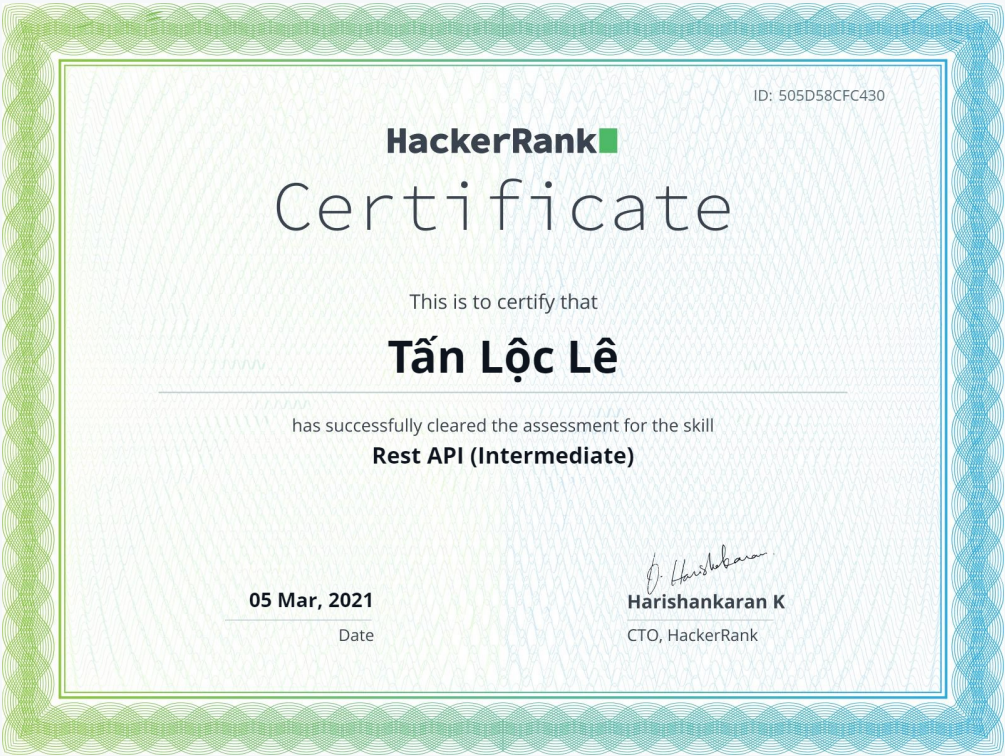 ID: 505D58CFC430
HackerRank
Certificate
This is to certify that
Tấn Lộc Lê
has successfully cleared the assessment for the skill
Rest API (Intermediate)
05 Mar, 2021
Date
Harishankaran K
CTO, HackerRank